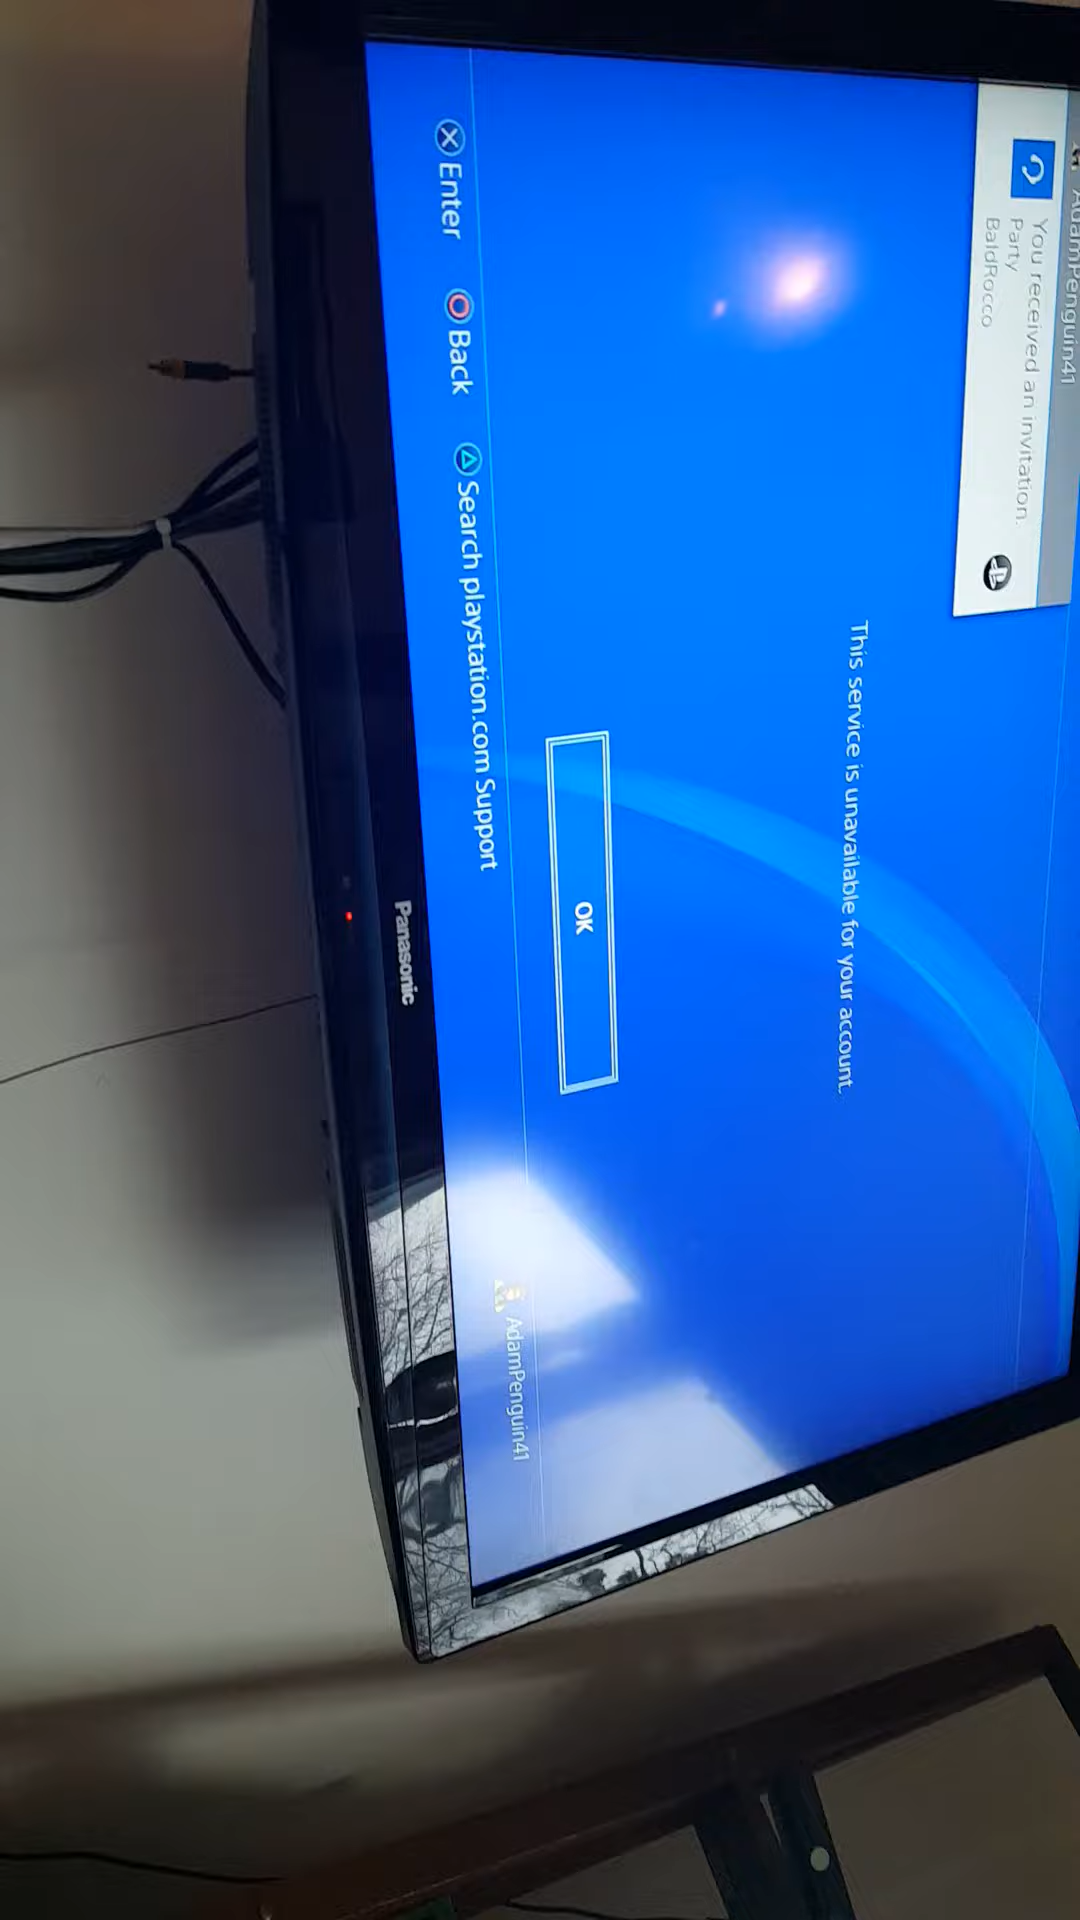 AdamPenguin41
You received an invitation.
Party
BaldRocco
This service is unavailable for your account.
OK
Enter
Back
Search playstation.com Support
AdamPenguin41
Panasonic